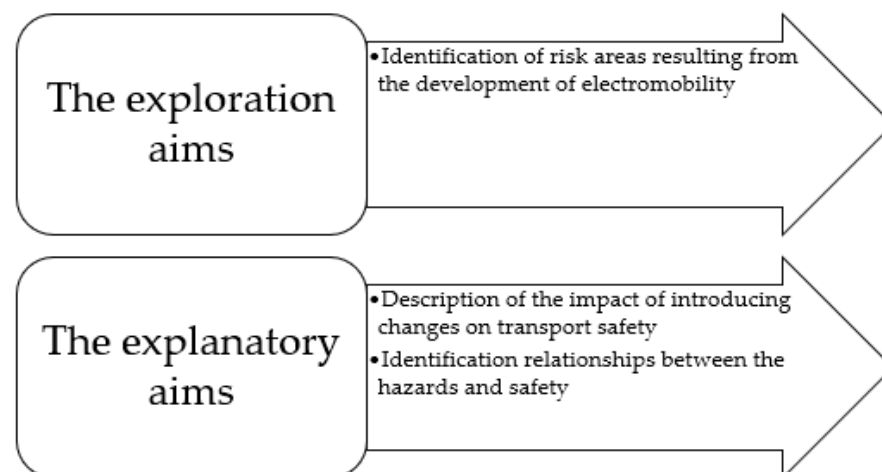 The exploration
aims
•Identification of risk areas resulting from
the development of electromobility
The explanatory
aims
•Description of the impact of introducing
changes on transport safety
•Identification relationships between the
hazards and safety